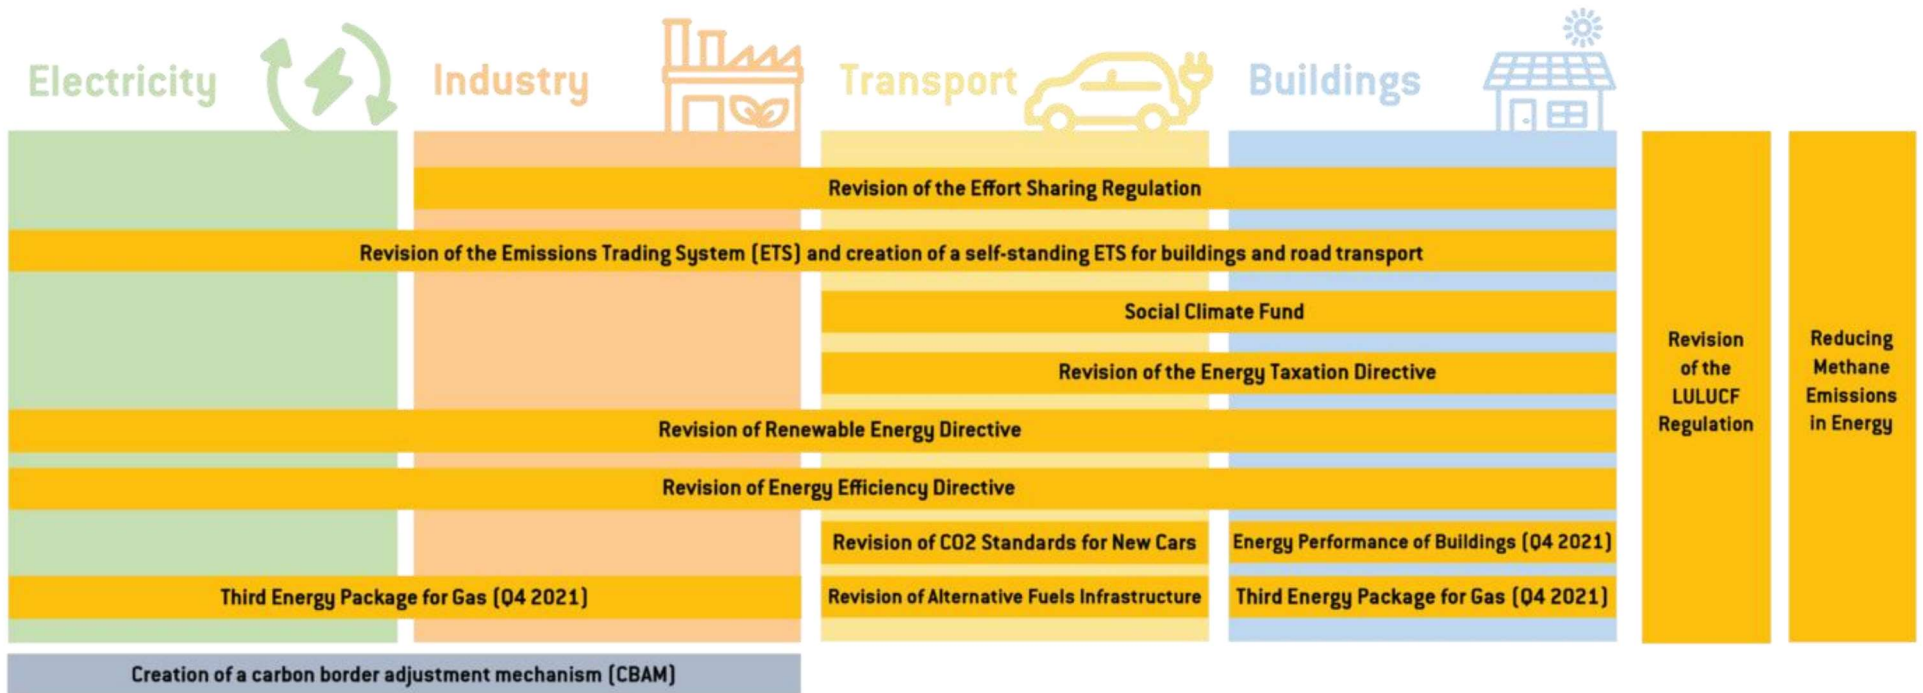 Electricity
Industry
Transport
Buildings
Revision of the Effort Sharing Regulation
Revision of the Emissions Trading System (ETS) and creation of a self-standing ETS for buildings and road transport
Social Climate Fund
Revision of the Energy Taxation Directive
Revision of Renewable Energy Directive
Revision of Energy Efficiency Directive
Revision of CO2 Standards for New Cars
Energy Performance of Buildings (Q4 2021)
Third Energy Package for Gas (Q4 2021)
Revision of Alternative Fuels Infrastructure
Third Energy Package for Gas (Q4 2021)
Creation of a carbon border adjustment mechanism (CBAM)
Revision
of the
LULUCF
Regulation
Reducing
Methane
Emissions
in Energy